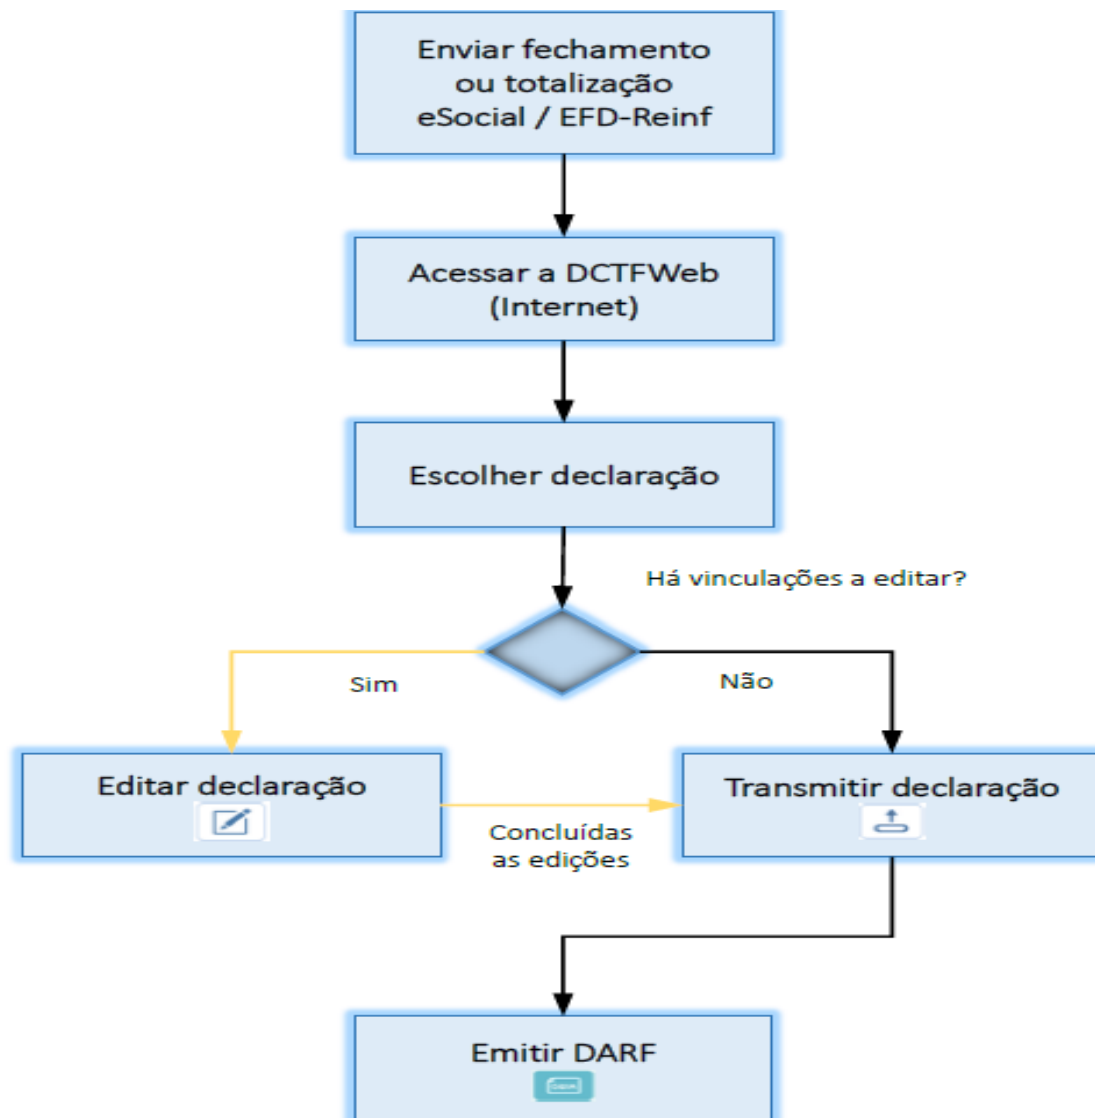 Enviar fechamento
ou totalização
eSocial / EFD-Reinf
Acessar a DCTFWeb
(Internet)
Escolher declaração
Há vinculações a editar?
Sim
Não
Editar declaração
Transmitir declaração
Concluídas
as edições
Emitir DARF